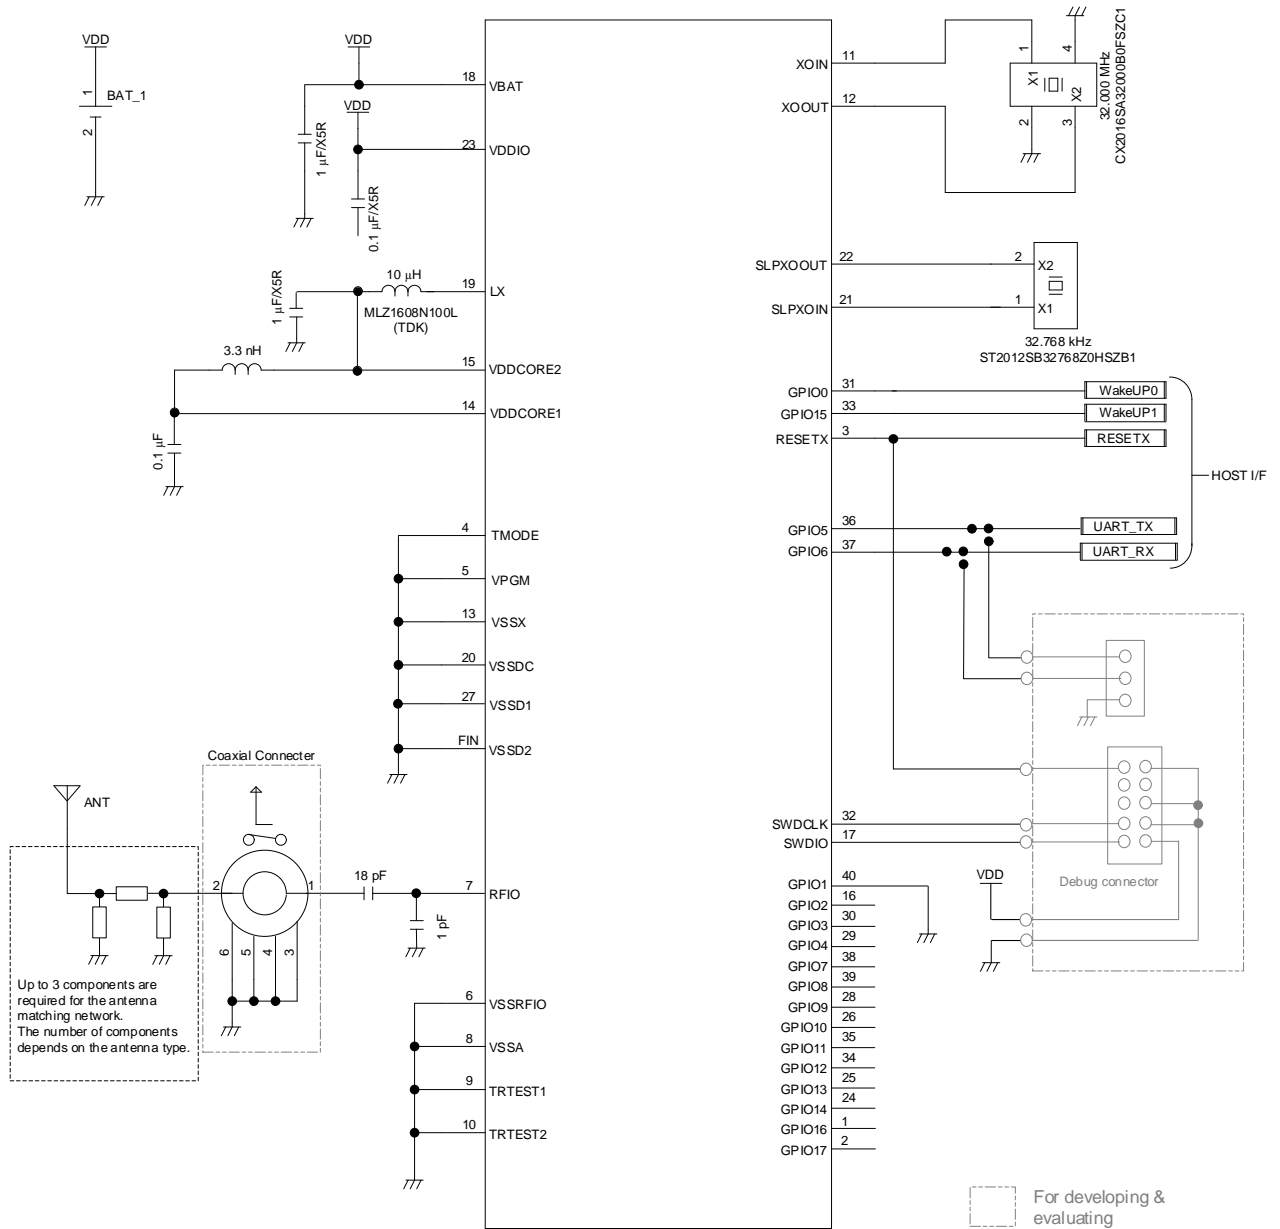 VDD
1
BAT_1
2
VDD
18
VBAT
VDD
23
VDDIO
1 μF/X5R
0.1 μF/X5R
10 μH
19
LX
1 μF/X5R
MLZ1608N100L
(TDK)
3.3 nH
15
VDDCORE2
14
VDDCORE1
0.1 μF
4
TMODE
5
VPGM
13
VSSX
20
VSSDC
27
VSSD1
FIN
VSSD2
Coaxial Connecter
ANT
2
1
18 pF
7
RFIO
1 pF
6
5
4
3
Up to 3 components are
required for the antenna
matching network.
The number of components
depends on the antenna type.
6
VSSRFIO
8
VSSA
9
TRTEST1
10
TRTEST2
XOIN
11
XOOUT
12
1
4
X1
X2
2
3
32.000 MHz
CX2016SA32000B0FSZC1
SLPXOOUT
22
2
X2
SLPXOIN
21
1
X1
32.768 kHz
ST2012SB32768Z0HSZB1
GPIO0
31
WakeUP0
GPIO15
33
WakeUP1
RESETX
3
RESETX
HOST I/F
GPIO5
36
UART_TX
GPIO6
37
UART_RX
SWDCLK
32
SWDIO
17
Debug connector
VDD
GPIO1
40
GPIO2
16
GPIO3
30
GPIO4
29
GPIO7
38
GPIO8
39
GPIO9
28
GPIO10
26
GPIO11
35
GPIO12
34
GPIO13
25
GPIO14
24
GPIO16
1
GPIO17
2
For developing &
evaluating